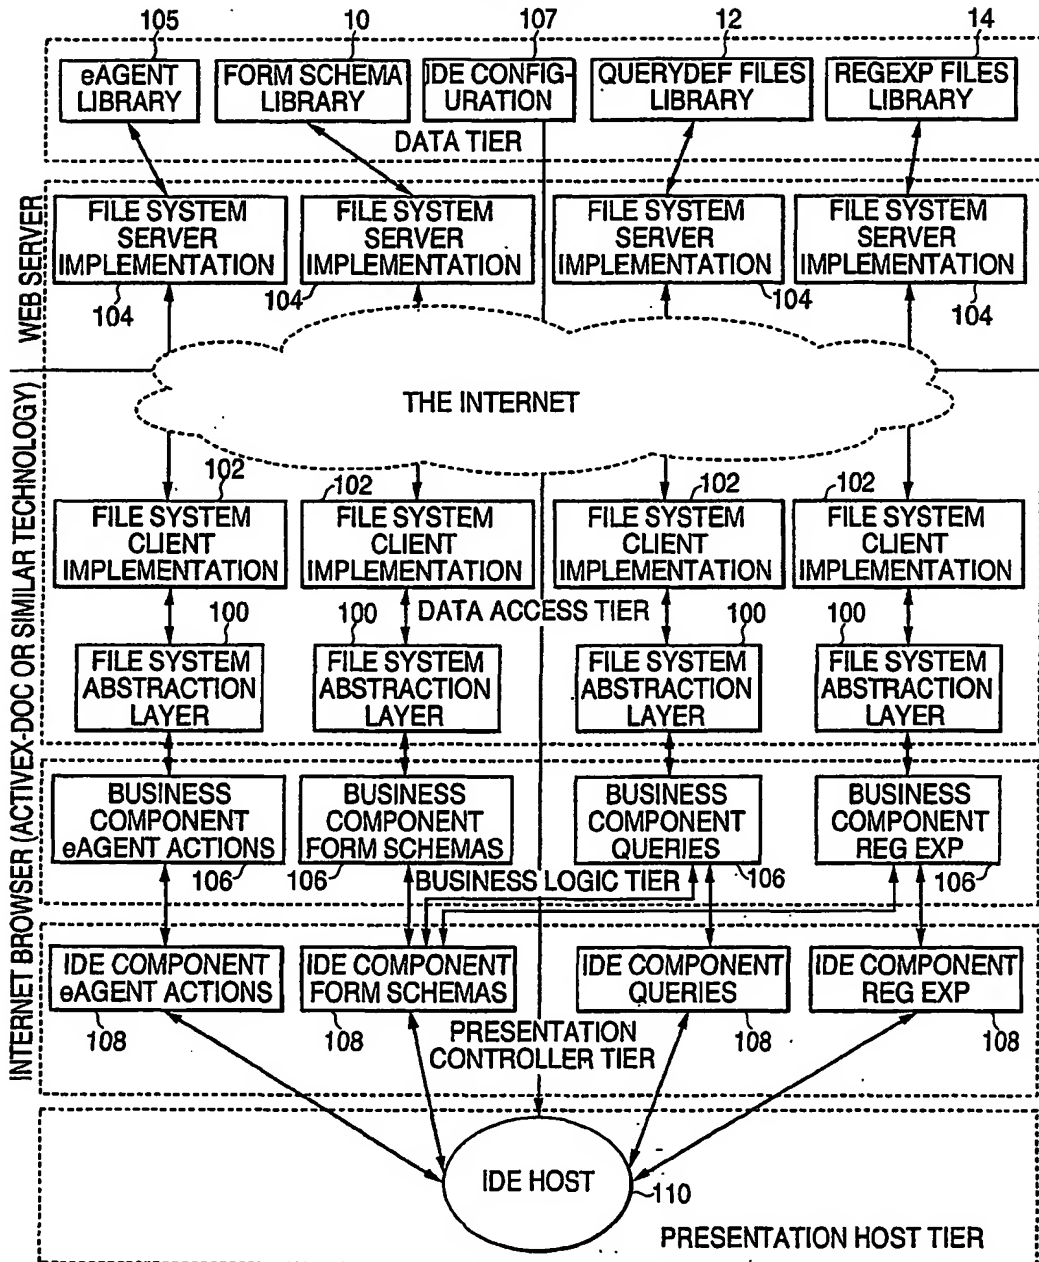 105
10
107
12
14
eAGENT
LIBRARY
FORM SCHEMA
LIBRARY
IDE CONFIG-
URATION
QUERYDEF FILES
LIBRARY
REGEXP FILES
LIBRARY
DATA TIER
WEB SERVER
FILE SYSTEM
SERVER
IMPLEMENTATION
FILE SYSTEM
SERVER
IMPLEMENTATION
FILE SYSTEM
SERVER
IMPLEMENTATION
FILE SYSTEM
SERVER
IMPLEMENTATION
104
104
104
104
THE INTERNET
INTERNET BROWSER (ACTIVEX-DOC OR SIMILAR TECHNOLOGY)
102
102
102
102
FILE SYSTEM
CLIENT
IMPLEMENTATION
FILE SYSTEM
CLIENT
IMPLEMENTATION
FILE SYSTEM
CLIENT
IMPLEMENTATION
FILE SYSTEM
CLIENT
IMPLEMENTATION
DATA ACCESS TIER
100
100
100
100
FILE SYSTEM
ABSTRACTION
LAYER
FILE SYSTEM
ABSTRACTION
LAYER
FILE SYSTEM
ABSTRACTION
LAYER
FILE SYSTEM
ABSTRACTION
LAYER
BUSINESS
COMPONENT
eAGENT ACTIONS
BUSINESS
COMPONENT
FORM SCHEMAS
BUSINESS
COMPONENT
QUERIES
BUSINESS
COMPONENT
REG EXP
106
106
106
106
BUSINESS LOGIC TIER
IDE COMPONENT
eAGENT ACTIONS
IDE COMPONENT
FORM SCHEMAS
IDE COMPONENT
QUERIES
IDE COMPONENT
REG EXP
108
108
108
108
PRESENTATION
CONTROLLER TIER
IDE HOST
110
PRESENTATION HOST TIER